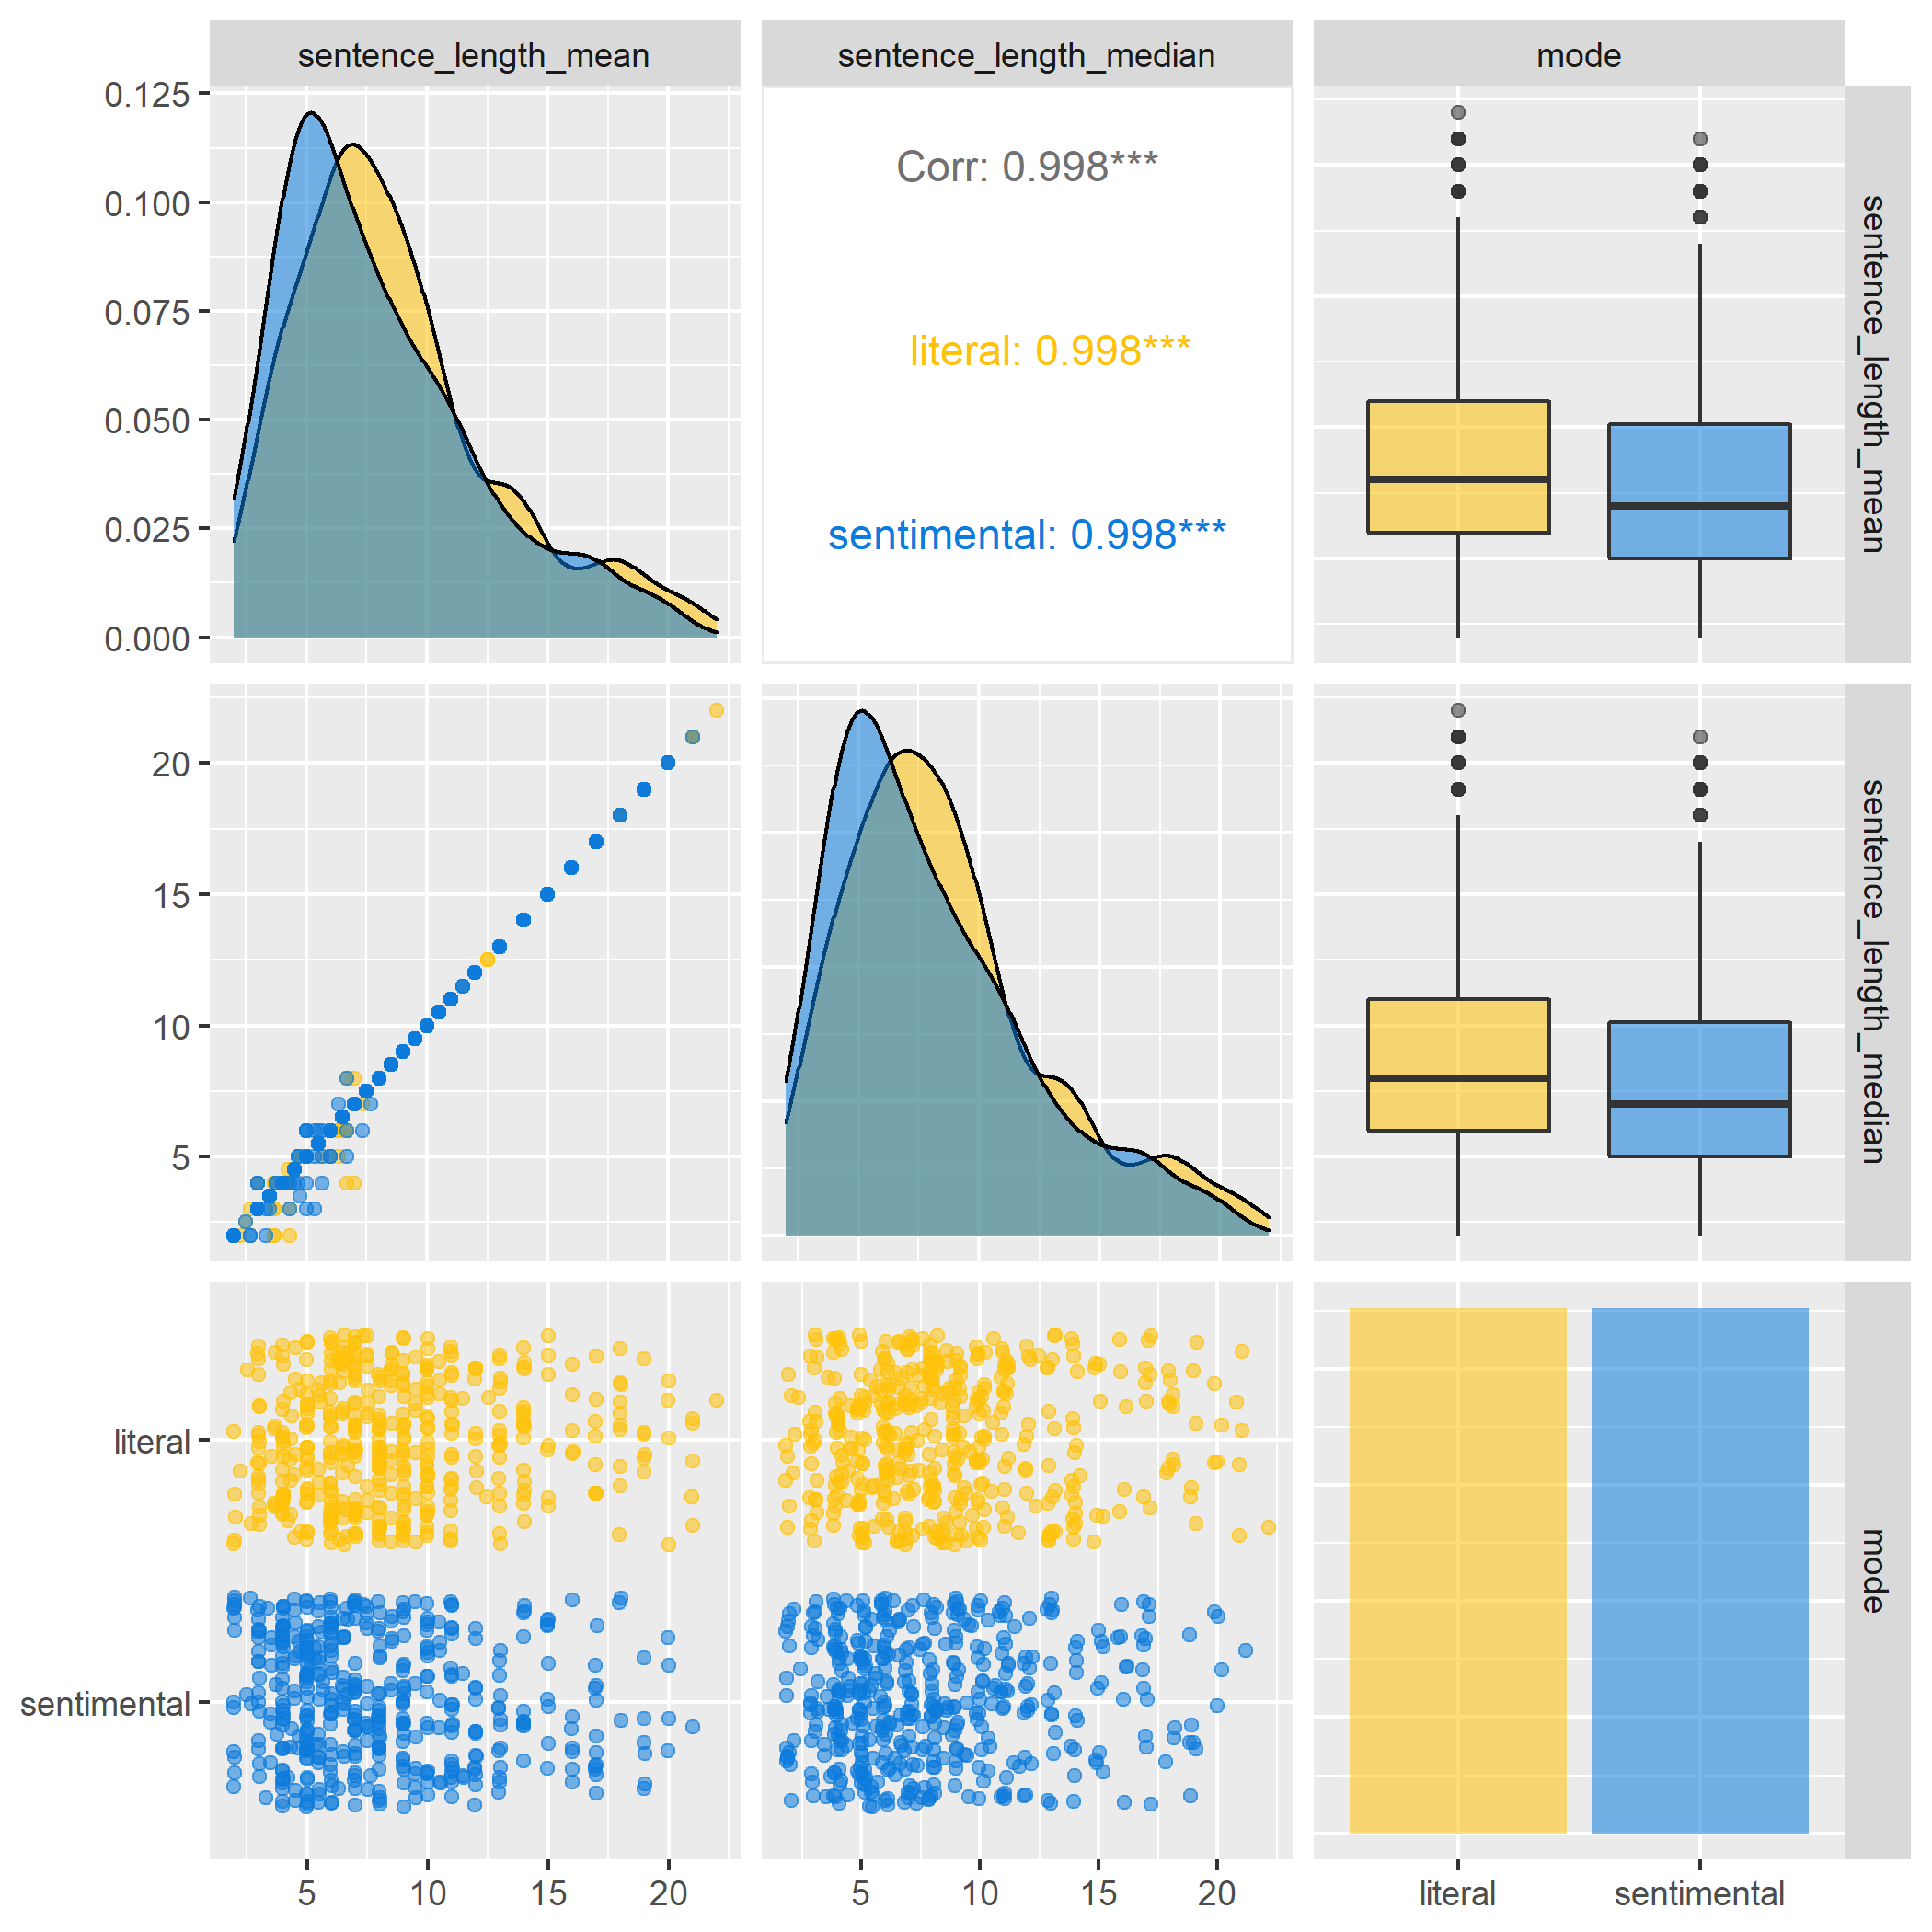 sentence_length_mean
sentence_length_median
mode
0.125
0.100
0.075
0.050
0.025
0.000
Corr: 0.998***
literal: 0.998***
sentimental: 0.998***
sentence_length_mean
20
15
10
5
sentence_length_median
literal
sentimental
mode
5 10 15 20
5 10 15 20
literal sentimental